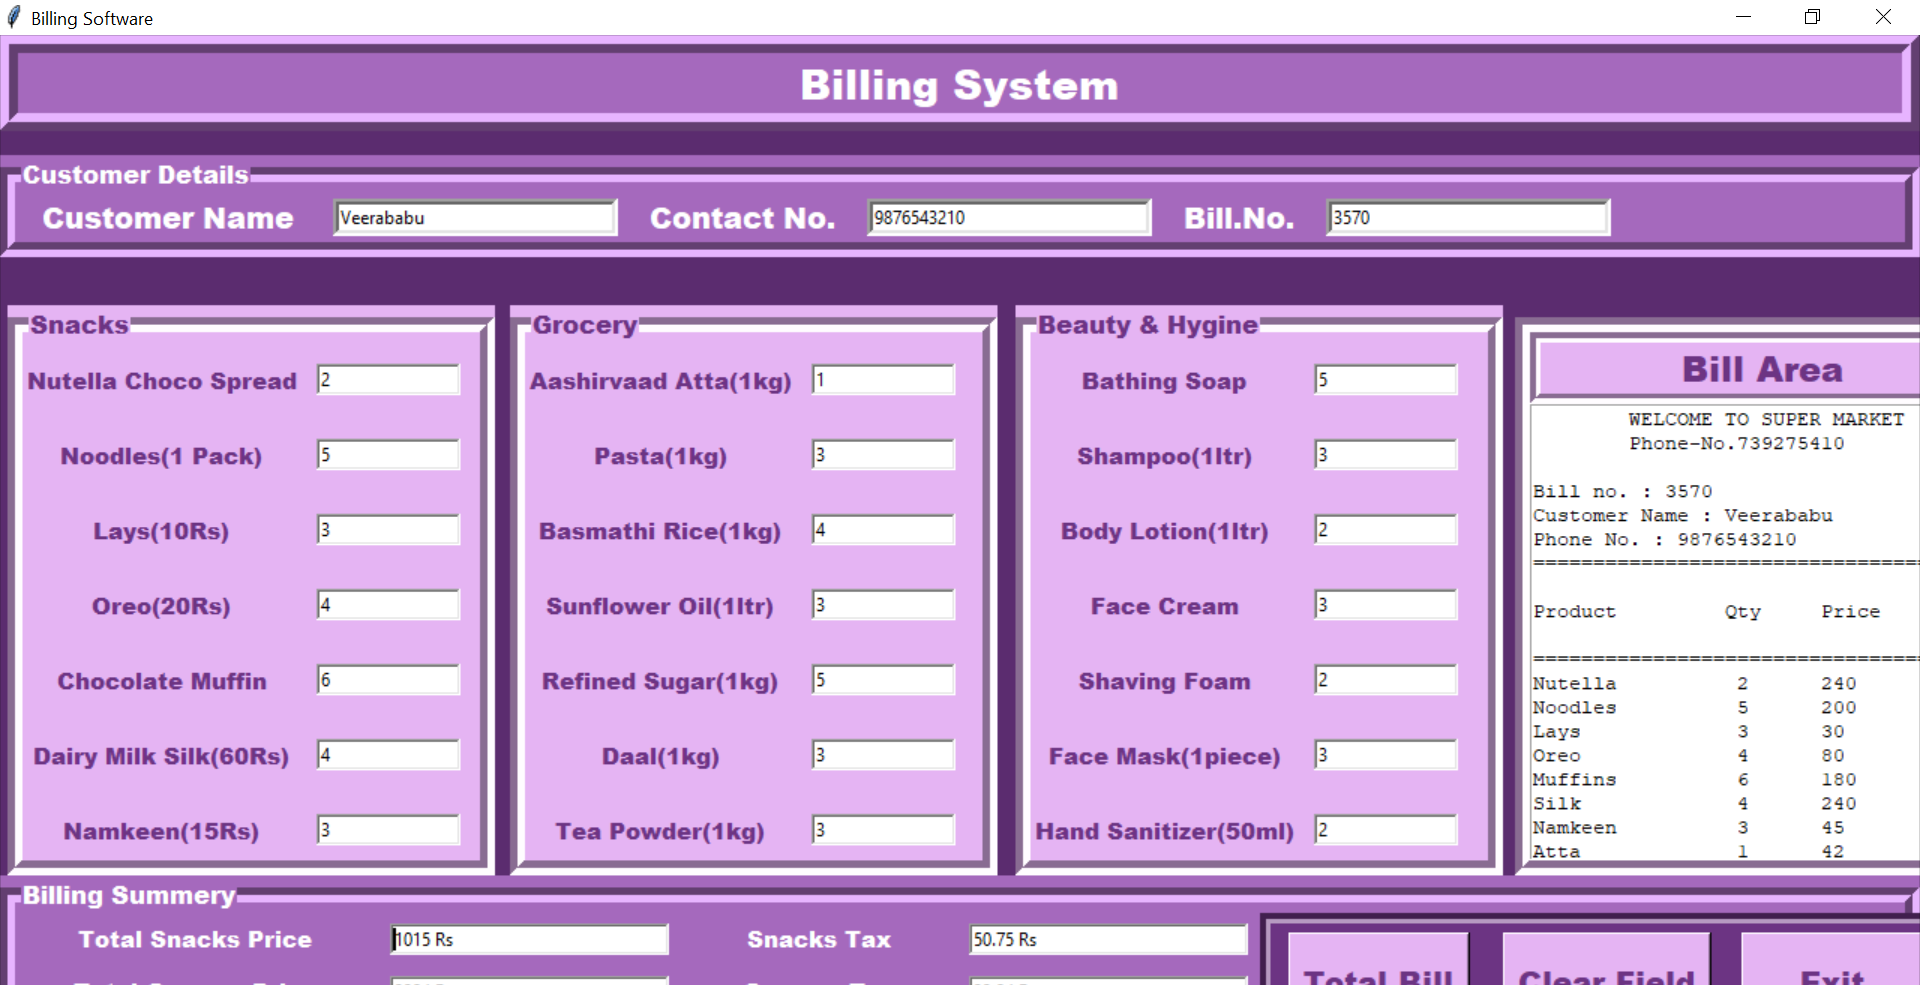 Billing Software
Billing System
Customer Details
Customer Name Veerababu Contact No. 9876543210 Bill.No. 3570
Snacks
Nutella Choco Spread 2
Noodles(1 Pack) 5
Lays(10Rs) 3
Oreo(20Rs) 4
Chocolate Muffin 6
Dairy Milk Silk(60Rs) 4
Namkeen(15Rs) 3
Grocery
Aashirvaad Atta(1kg) 1
Pasta(1kg) 3
Basmathi Rice(1kg) 4
Sunflower Oil(1ltr) 3
Refined Sugar(1kg) 5
Daal(1kg) 3
Tea Powder(1kg) 3
Beauty & Hygine
Bathing Soap 5
Shampoo(1ltr) 3
Body Lotion(1ltr) 2
Face Cream 3
Shaving Foam 2
Face Mask(1piece) 3
Hand Sanitizer(50ml) 2
Bill Area
WELCOME TO SUPER MARKET
Phone-No.739275410
Bill no. : 3570
Customer Name : Veerababu
Phone No. : 9876543210
=================================
Product Qty Price
=================================
Nutella 2 240
Noodles 5 200
Lays 3 30
Oreo 4 80
Muffins 6 180
Silk 4 240
Namkeen 3 45
Atta 1 42
Billing Summery
Total Snacks Price 1015 Rs Snacks Tax 50.75 Rs
Total Bill Clear Field Exit